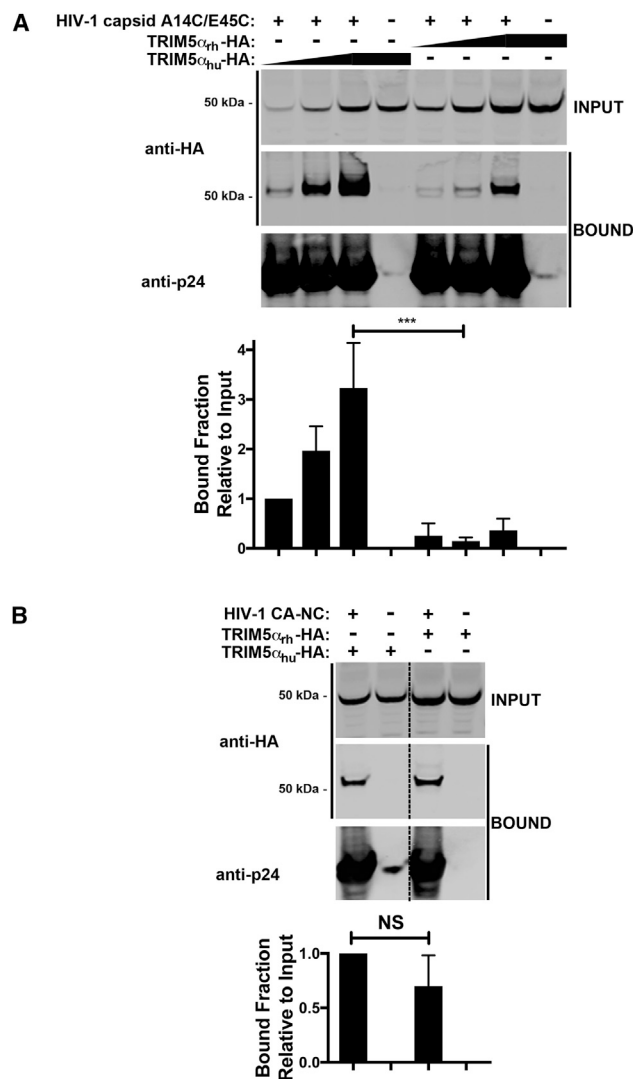 A
HIV-1 capsid A14C/E45C: + + + - + + + -
TRIM5αrh-HA: - - - -
TRIM5αhu-HA: - - - -
50 kDa -
INPUT
anti-HA
50 kDa -
BOUND
anti-p24
***
4
3
2
1
0
Bound Fraction
Relative to Input
B
HIV-1 CA-NC: + - + -
TRIM5αrh-HA: - - + +
TRIM5αhu-HA: + + - -
50 kDa -
INPUT
anti-HA
50 kDa -
BOUND
anti-p24
NS
1.0
0.5
0.0
Bound Fraction
Relative to Input